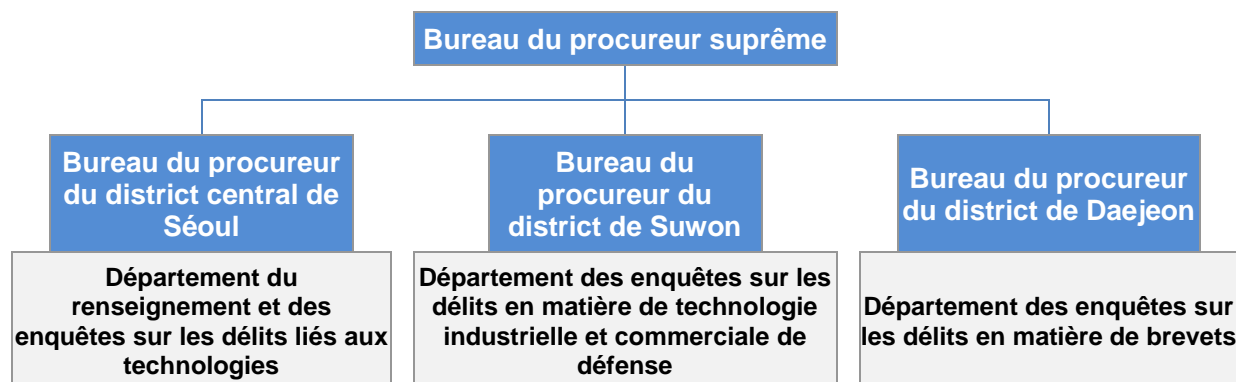 Bureau du procureur suprême
Bureau du procureur
du district central de
Séoul
Département du
renseignement et des
enquêtes sur les délits liés aux
technologies
Bureau du
procureur du
district de Suwon
Département des enquêtes sur les
délits en matière de technologie
industrielle et commerciale de
défense
Bureau du procureur
du district de Daejeon
Département des enquêtes sur
les délits en matière de brevets